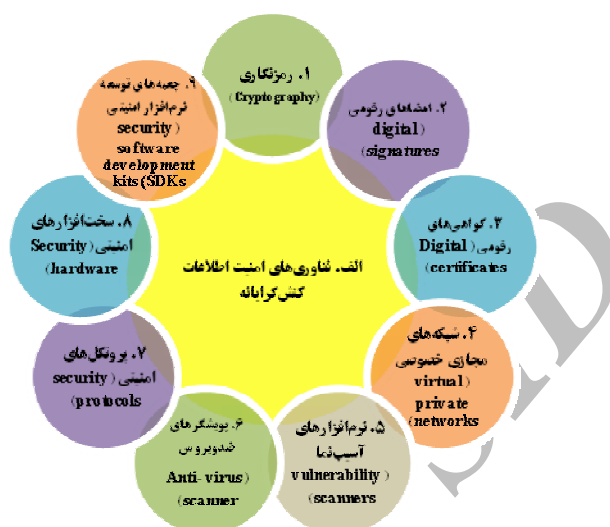 الف. فناوری‌های امنیت اطلاعات
کنش‌گرایانه
۱. رمزنگاری
(Cryptography)
۲. امضاهای رقومی
(digital
signatures)
۳. گواهی‌های
رقومی (Digital
certificates)
۴. شبکه‌های
مجازی خصوصی
(virtual
private
networks)
۵. نرم‌افزارهای
آسیب‌نما
(vulnerability
scanners)
۶. پویشگرهای
ضدویروس
(Anti-virus
scanner)
۷. پروتکل‌های
امنیتی (security
protocols)
۸. سخت‌افزارهای
امنیتی (Security
hardware)
۹. جعبه‌های توسعه
نرم‌افزار امنیتی
(security
software
development
kits (SDKs